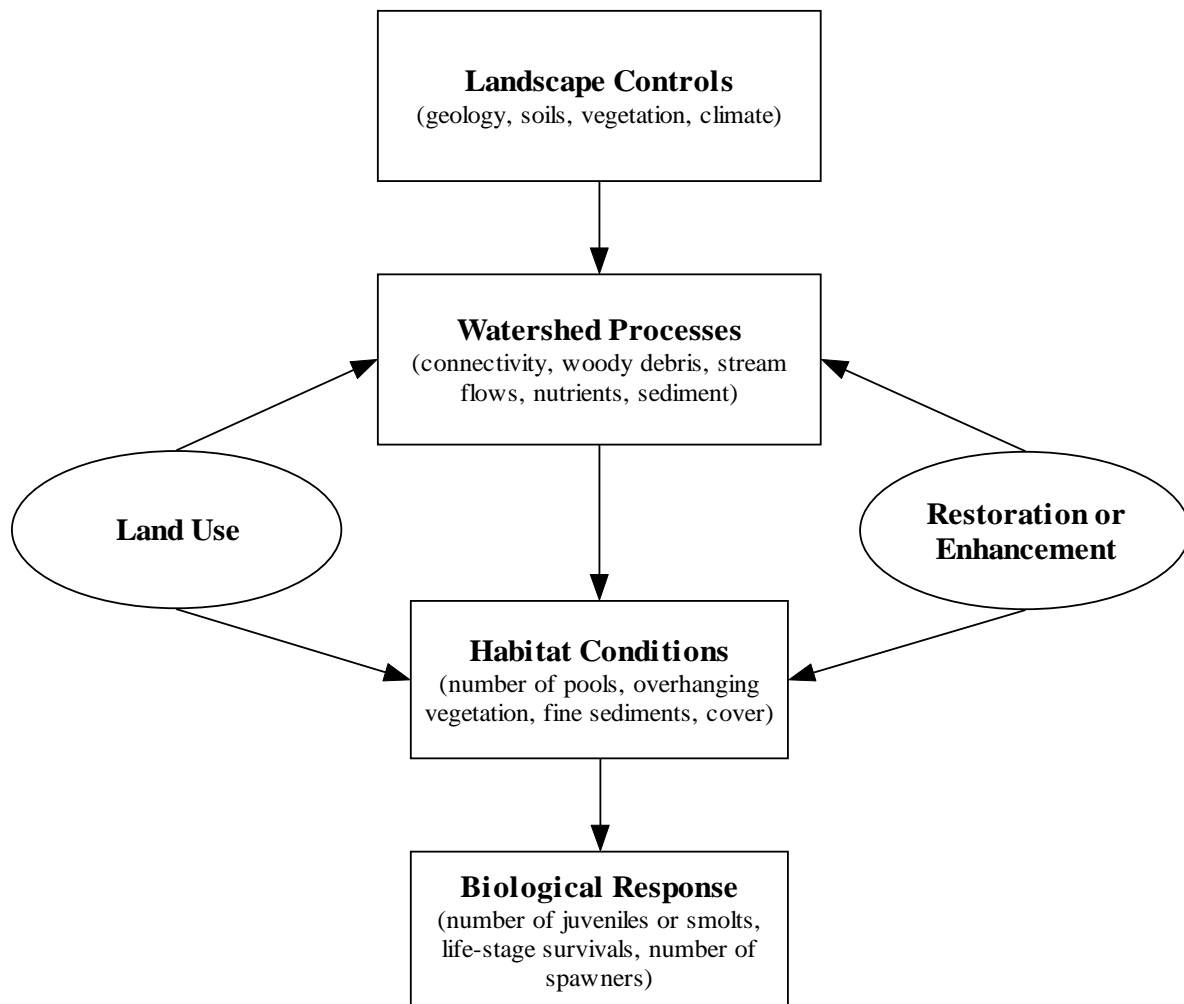 Landscape Controls
(geology, soils, vegetation, climate)
Watershed Processes
(connectivity, woody debris, stream
flows, nutrients, sediment)
Land Use
Restoration or
Enhancement
Habitat Conditions
(number of pools, overhanging
vegetation, fine sediments, cover)
Biological Response
(number of juveniles or smolts,
life-stage survivals, number of
spawners)